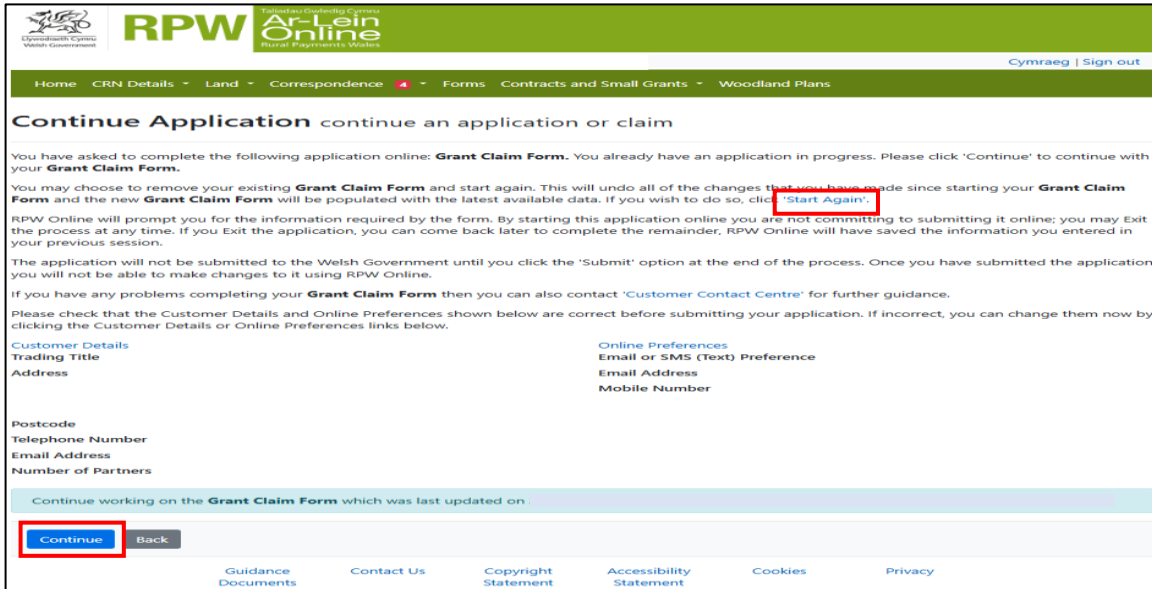 Llywodraeth Cymru
Welsh Government
RPW
Taliadau Gwledig Cymru
Ar-Lein
Online
Rural Payments Wales
Cymraeg | Sign out
Home CRN Details Land Correspondence 4 Forms Contracts and Small Grants Woodland Plans
Continue Application continue an application or claim
You have asked to complete the following application online: Grant Claim Form. You already have an application in progress. Please click 'Continue' to continue with
your Grant Claim Form.
You may choose to remove your existing Grant Claim Form and start again. This will undo all of the changes that you have made since starting your Grant Claim
Form and the new Grant Claim Form will be populated with the latest available data. If you wish to do so, click 'Start Again'.
RPW Online will prompt you for the information required by the form. By starting this application online you are not committing to submitting it online; you may Exit
the process at any time. If you Exit the application, you can come back later to complete the remainder, RPW Online will have saved the information you entered in
your previous session.
The application will not be submitted to the Welsh Government until you click the 'Submit' option at the end of the process. Once you have submitted the application
you will not be able to make changes to it using RPW Online.
If you have any problems completing your Grant Claim Form then you can also contact 'Customer Contact Centre' for further guidance.
Please check that the Customer Details and Online Preferences shown below are correct before submitting your application. If incorrect, you can change them now by
clicking the Customer Details or Online Preferences links below.
Customer Details
Trading Title
Address
Postcode
Telephone Number
Email Address
Number of Partners
Online Preferences
Email or SMS (Text) Preference
Email Address
Mobile Number
Continue working on the Grant Claim Form which was last updated on
Continue Back
Guidance Documents
Contact Us
Copyright Statement
Accessibility Statement
Cookies
Privacy